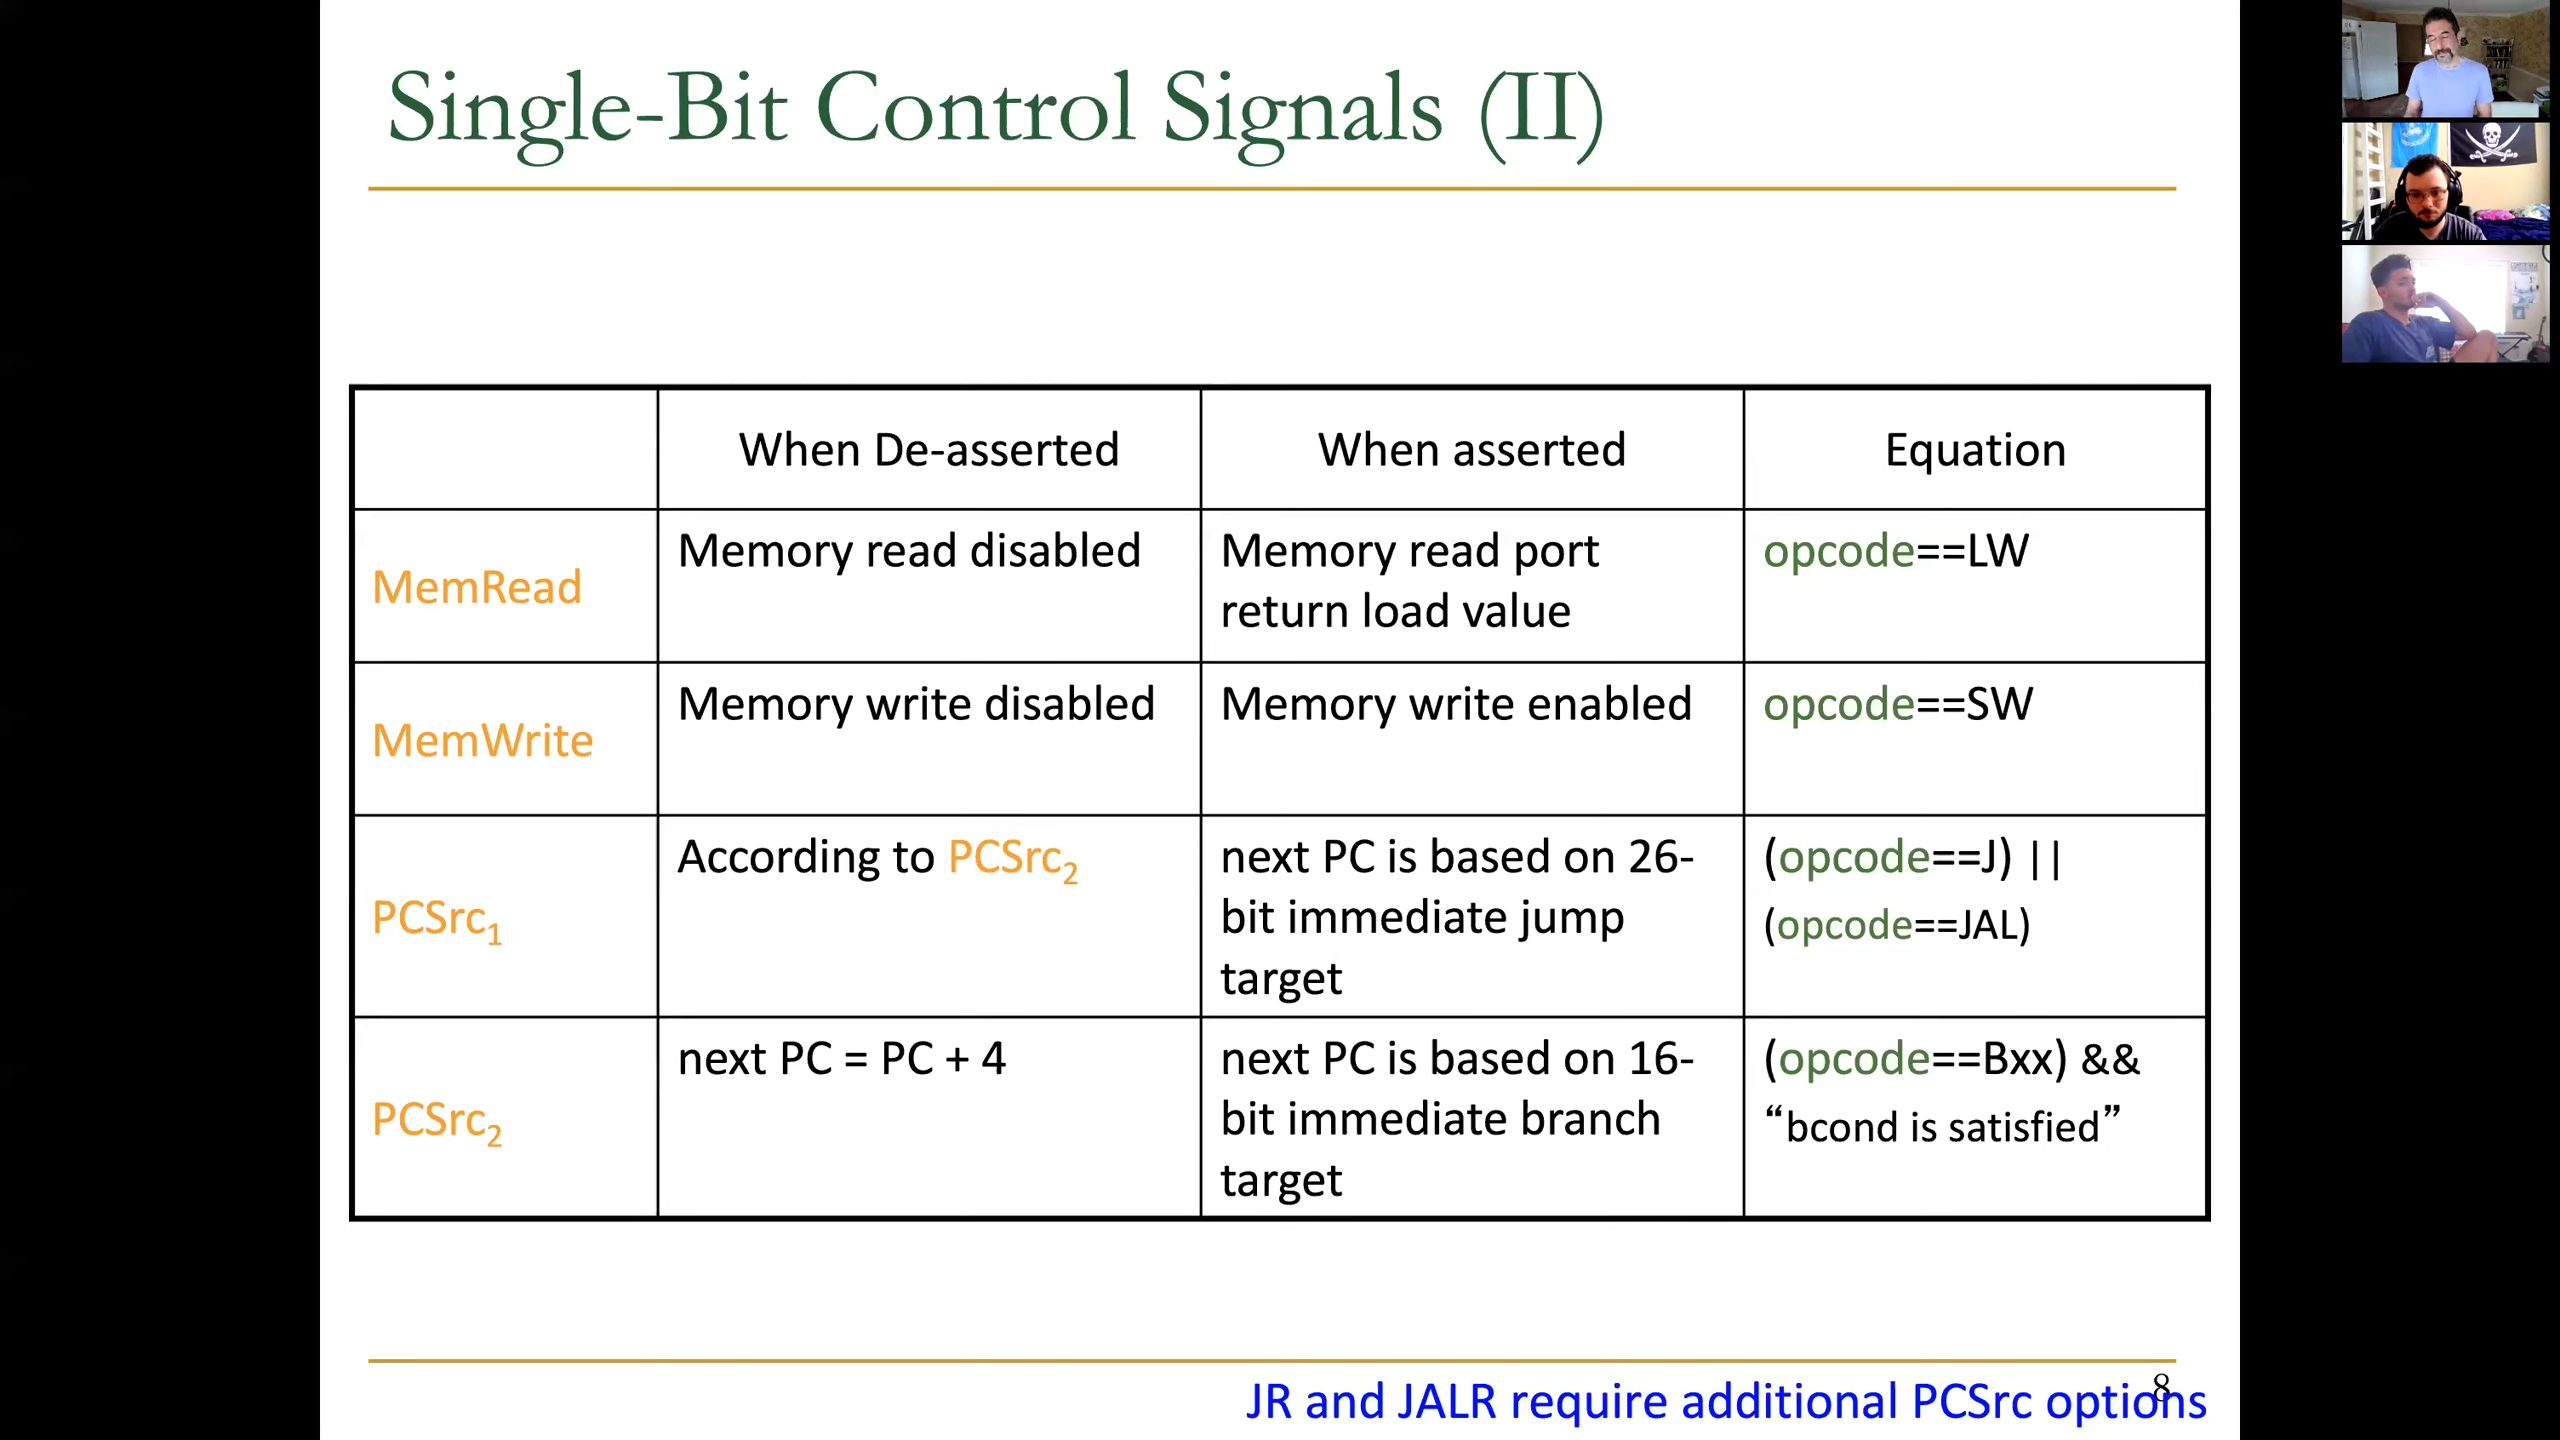 Single-Bit Control Signals (II)
When De-asserted
When asserted
Equation
MemRead
Memory read disabled
Memory read port
return load value
opcode==LW
MemWrite
Memory write disabled
Memory write enabled
opcode==SW
PCSrc₁
According to PCSrc₂
next PC is based on 26-
bit immediate jump
target
(opcode==J) ||
(opcode==JAL)
PCSrc₂
next PC = PC + 4
next PC is based on 16-
bit immediate branch
target
(opcode==Bxx) &&
“bcond is satisfied”
8
JR and JALR require additional PCSrc options